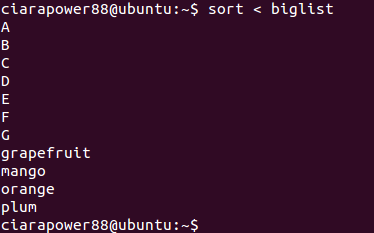 ciarapower88@ubuntu:~$ sort < biglist
A
B
C
D
E
F
G
grapefruit
mango
orange
plum
ciarapower88@ubuntu:~$